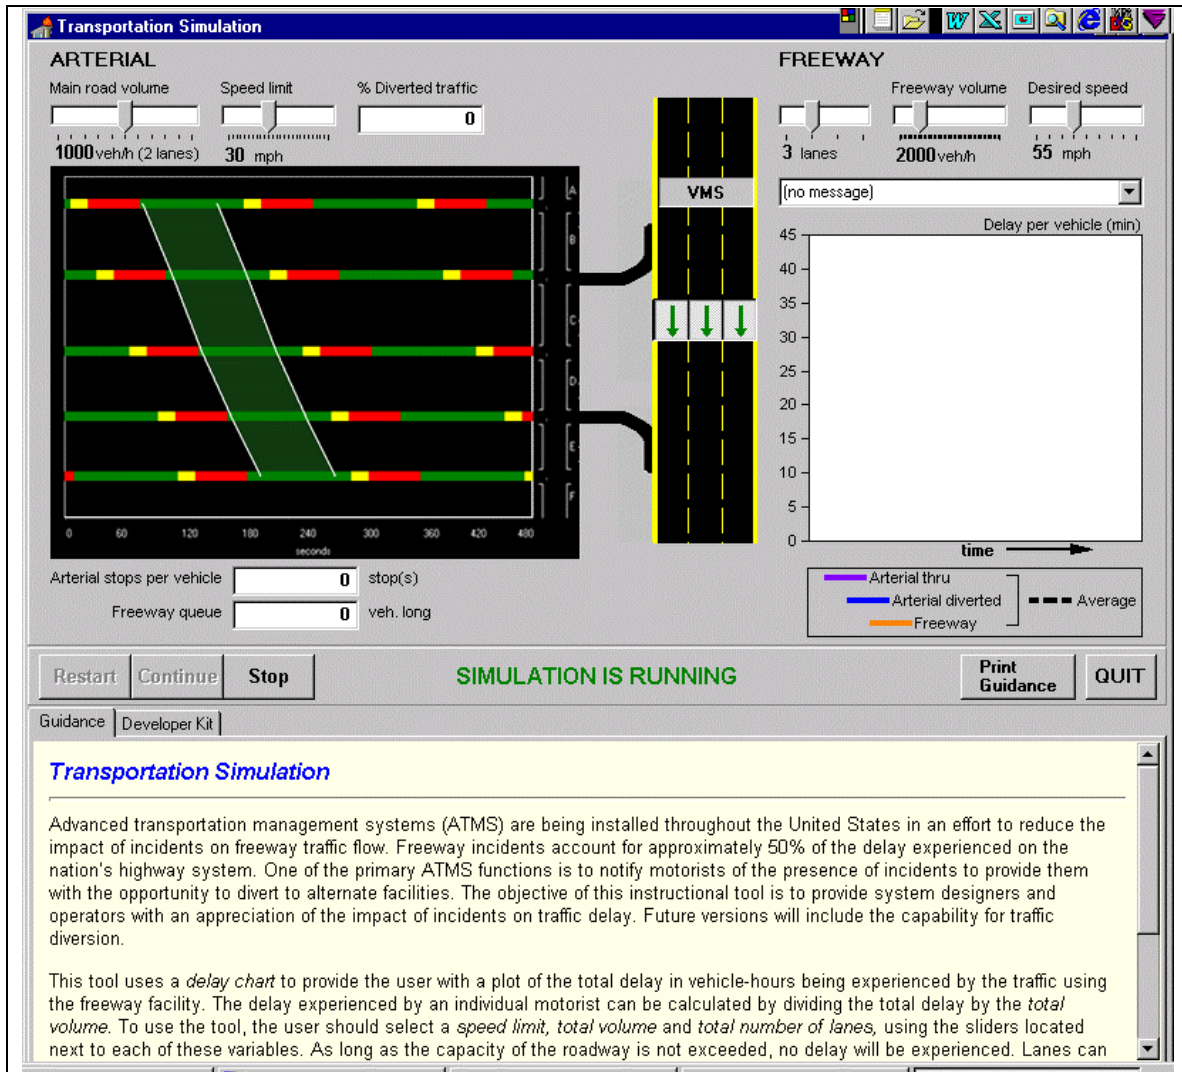 Transportation Simulation
ARTERIAL
FREEWAY
Main road volume
Speed limit
% Diverted traffic
Freeway volume
Desired speed
0
1000 veh/h (2 lanes)
30 mph
3 lanes
2000 veh/h
55 mph
VMS
(no message)
Delay per vehicle (min)
45
40
35
30
25
20
15
10
5
0
time
A
B
C
D
E
F
0 60 120 180 240 300 360 420 480
seconds
Arterial stops per vehicle 0 stop(s)
Freeway queue 0 veh. long
Arterial thru
Arterial diverted
Freeway
Average
Restart Continue Stop
SIMULATION IS RUNNING
Print
Guidance
QUIT
Guidance Developer Kit
Transportation Simulation
Advanced transportation management systems (ATMS) are being installed throughout the United States in an effort to reduce the
impact of incidents on freeway traffic flow. Freeway incidents account for approximately 50% of the delay experienced on the
nation's highway system. One of the primary ATMS functions is to notify motorists of the presence of incidents to provide them
with the opportunity to divert to alternate facilities. The objective of this instructional tool is to provide system designers and
operators with an appreciation of the impact of incidents on traffic delay. Future versions will include the capability for traffic
diversion.
This tool uses a delay chart to provide the user with a plot of the total delay in vehicle-hours being experienced by the traffic using
the freeway facility. The delay experienced by an individual motorist can be calculated by dividing the total delay by the total
volume. To use the tool, the user should select a speed limit, total volume and total number of lanes, using the sliders located
next to each of these variables. As long as the capacity of the roadway is not exceeded, no delay will be experienced. Lanes can